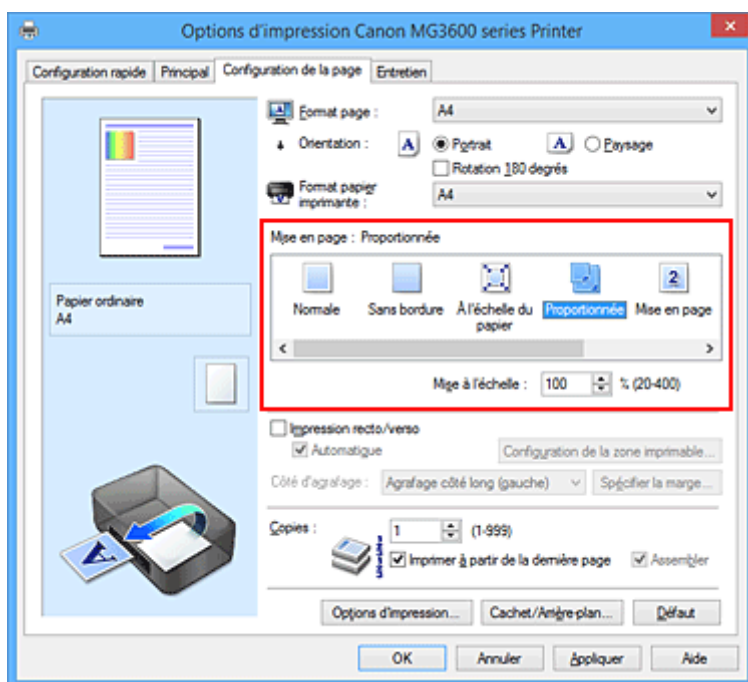 Options d'impression Canon MG3600 series Printer
Configuration rapide Principal Configuration de la page Entretien
Format page : A4
Orientation : A Portrait A Paysage
Rotation 180 degrés
Format papier imprimante : A4
Mise en page : Proportionnée
Normale Sans bordure À l'échelle du papier Proportionnée Mise en page
2
Mise à l'échelle : 100 % (20-400)
Papier ordinaire
A4
Impression recto/verso
Automatique Configuration de la zone imprimable...
Côté d'agrafage : Agrafage côté long (gauche) Spécifier la marge...
Copies : 1 (1-999)
Imprimer à partir de la dernière page Assembler
A
Options d'impression... Cachet/Arrière-plan... Défaut
OK Annuler Appliquer Aide